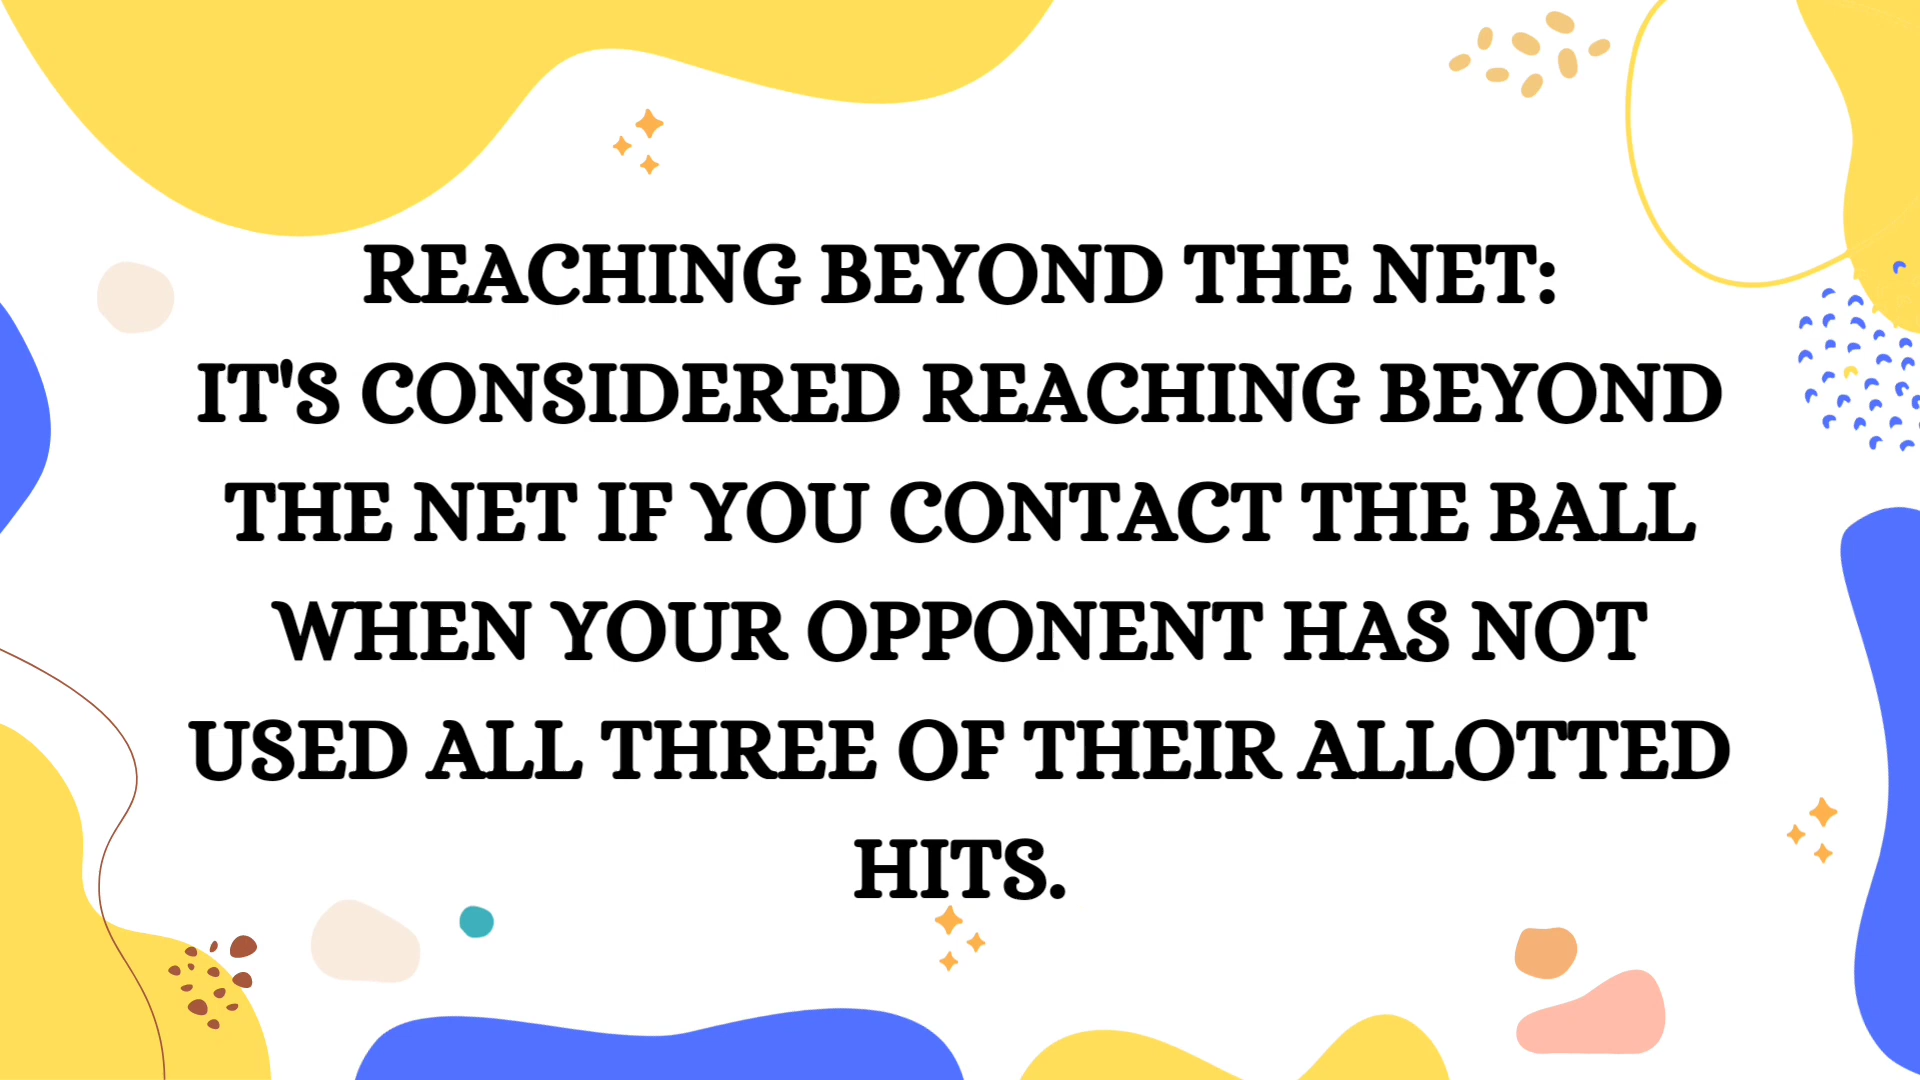 REACHING BEYOND THE NET:
IT'S CONSIDERED REACHING BEYOND
THE NET IF YOU CONTACT THE BALL
WHEN YOUR OPPONENT HAS NOT
USED ALL THREE OF THEIR ALLOTTED
HITS.